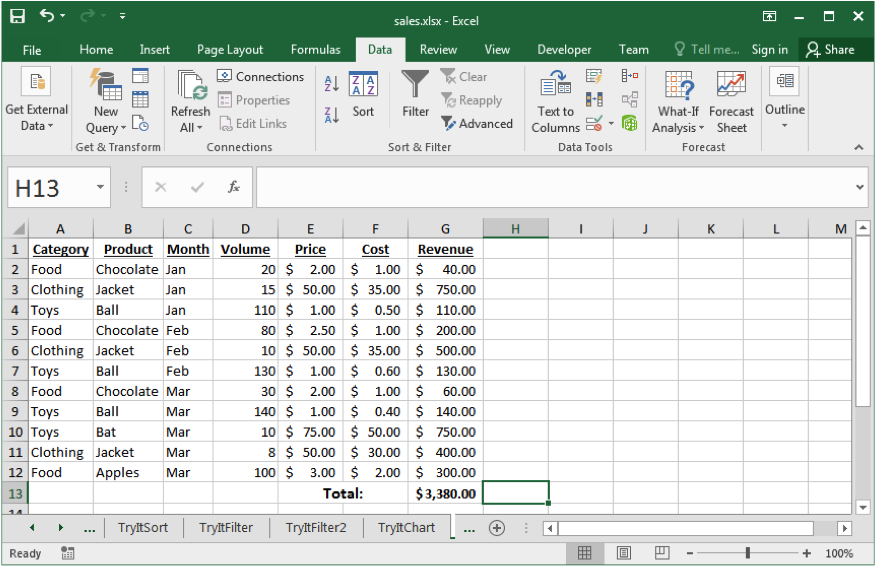 sales.xlsx - Excel
File Home Insert Page Layout Formulas Data Review View Developer Team Tell me... Sign in Share
Get External Data
New Query
Refresh All
Connections
Properties
Edit Links
A Z
Z A
Z A A Z
Sort
Filter
Clear
Reapply
Advanced
Text to Columns
What-If Analysis
Forecast Sheet
Outline
Get & Transform Connections Sort & Filter Data Tools Forecast
H13 fx
A B C D E F G H I J K L M
1 Category Product Month Volume Price Cost Revenue
2 Food Chocolate Jan 20 $ 2.00 $ 1.00 $ 40.00
3 Clothing Jacket Jan 15 $ 50.00 $ 35.00 $ 750.00
4 Toys Ball Jan 110 $ 1.00 $ 0.50 $ 110.00
5 Food Chocolate Feb 80 $ 2.50 $ 1.00 $ 200.00
6 Clothing Jacket Feb 10 $ 50.00 $ 35.00 $ 500.00
7 Toys Ball Feb 130 $ 1.00 $ 0.60 $ 130.00
8 Food Chocolate Mar 30 $ 2.00 $ 1.00 $ 60.00
9 Toys Ball Mar 140 $ 1.00 $ 0.40 $ 140.00
10 Toys Bat Mar 10 $ 75.00 $ 50.00 $ 750.00
11 Clothing Jacket Mar 8 $ 50.00 $ 30.00 $ 400.00
12 Food Apples Mar 100 $ 3.00 $ 2.00 $ 300.00
13 Total: $3,380.00
14
... TryItSort TryItFilter TryItFilter2 TryItChart ...
Ready 100%